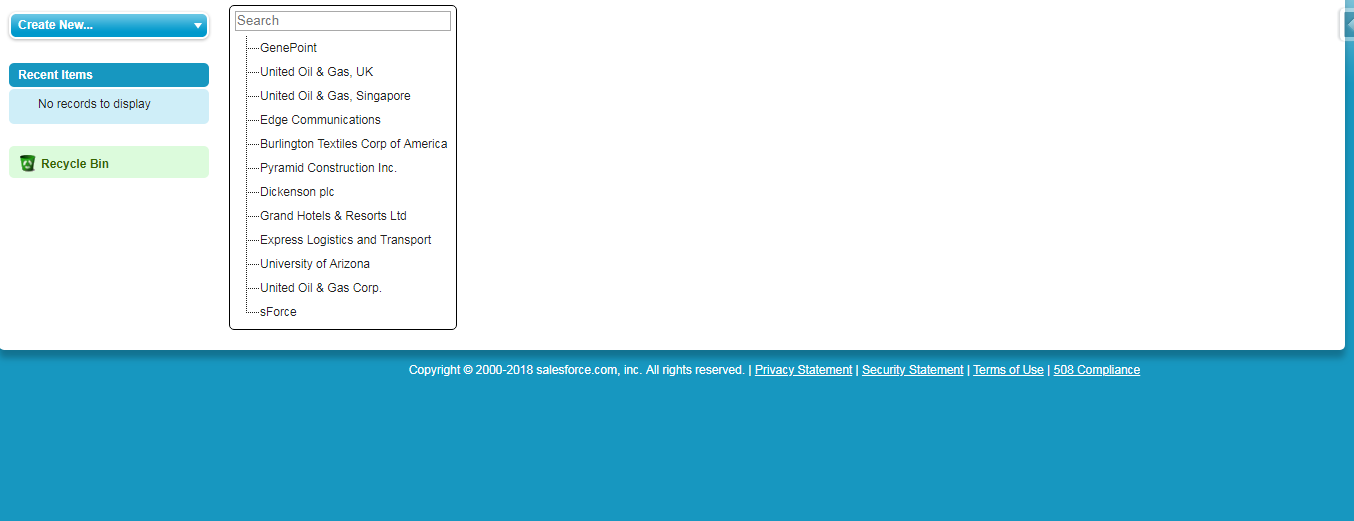 Create New...
Recent Items
No records to display
Recycle Bin
Search
GenePoint
United Oil & Gas, UK
United Oil & Gas, Singapore
Edge Communications
Burlington Textiles Corp of America
Pyramid Construction Inc.
Dickenson plc
Grand Hotels & Resorts Ltd
Express Logistics and Transport
University of Arizona
United Oil & Gas Corp.
sForce
Copyright © 2000-2018 salesforce.com, inc. All rights reserved. | Privacy Statement | Security Statement | Terms of Use | 508 Compliance